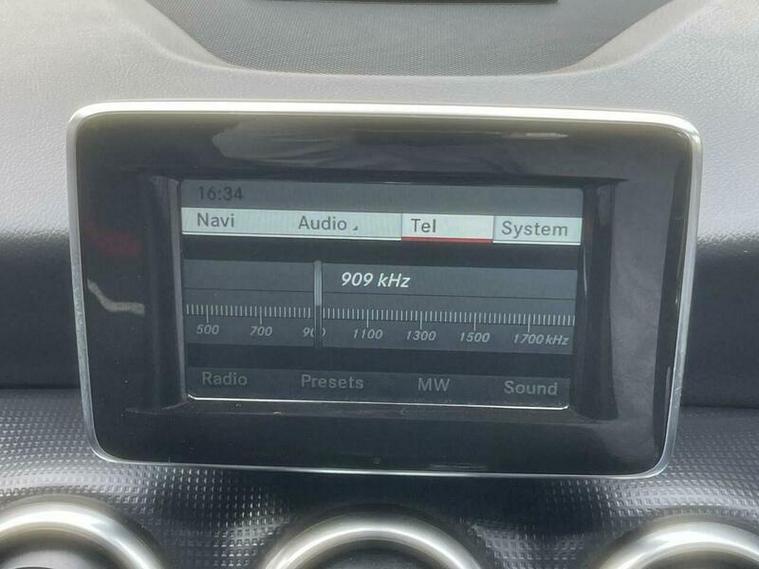 16:34
Navi Audio Tel System
909 kHz
500 700 900 1100 1300 1500 1700 kHz
Radio Presets MW Sound